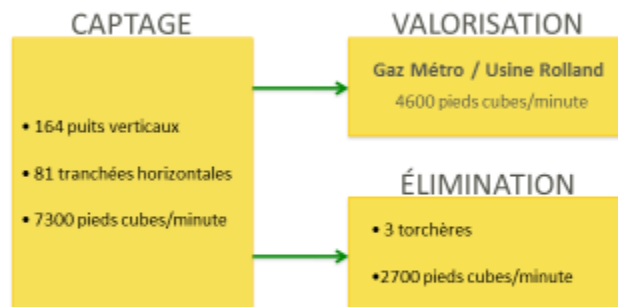 CAPTAGE
• 164 puits verticaux
• 81 tranchées horizontales
• 7300 pieds cubes/minute
VALORISATION
Gaz Métro / Usine Rolland
4600 pieds cubes/minute
ÉLIMINATION
• 3 torchères
•2700 pieds cubes/minute